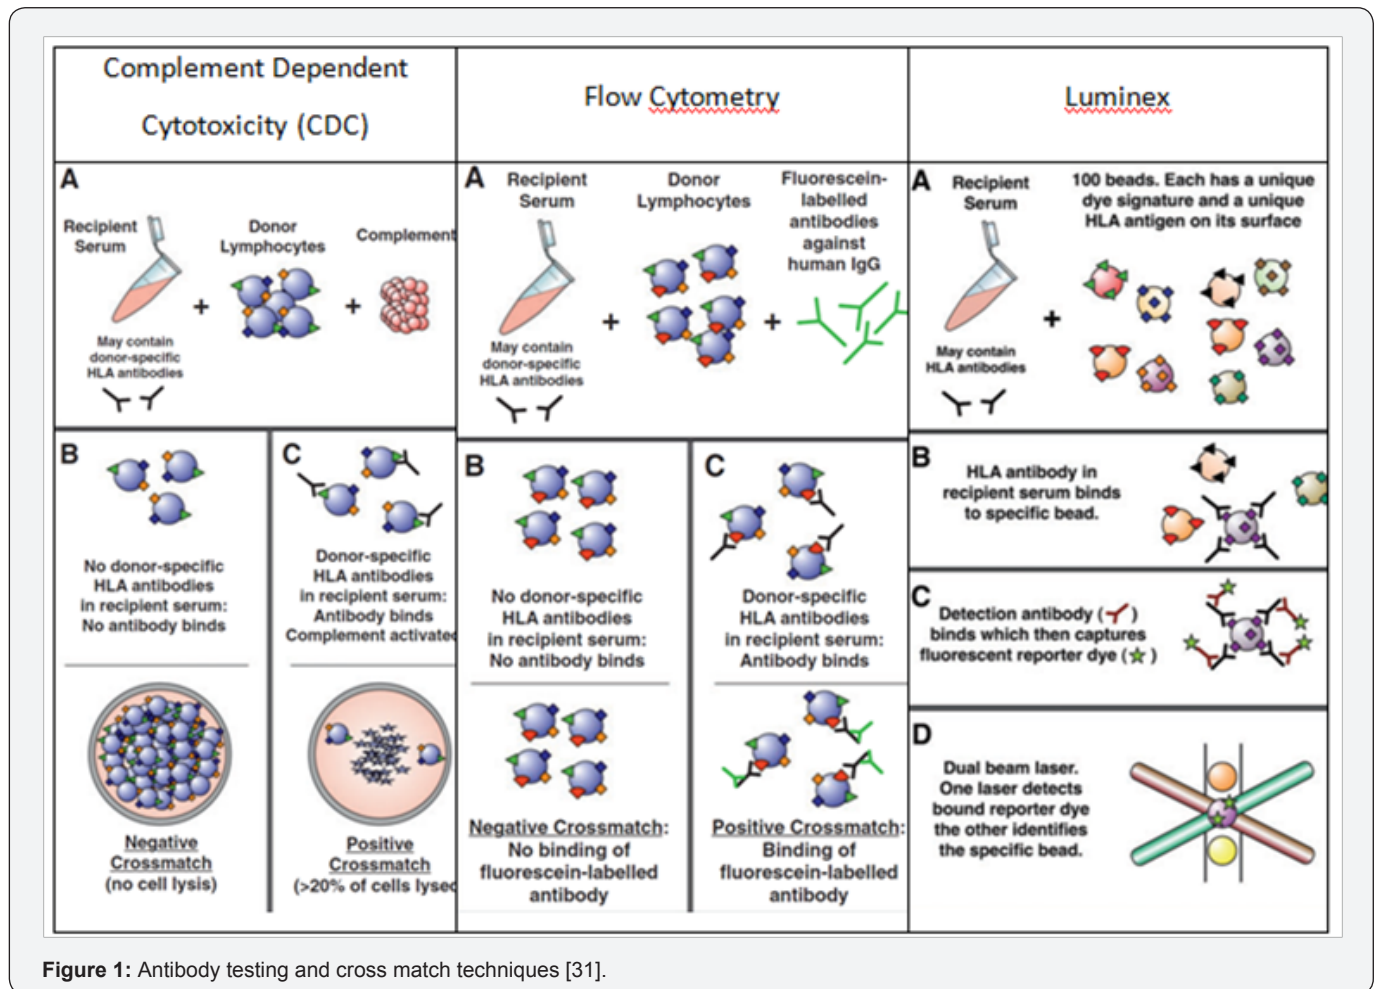 Complement Dependent
Cytotoxicity (CDC)
Flow Cytometry
Luminex
A
Recipient
Serum
Donor
Lymphocytes
Complement
+
+
May contain
donor-specific
HLA antibodies
B
No donor-specific
HLA antibodies
in recipient serum:
No antibody binds
Negative
Crossmatch
(no cell lysis)
C
Donor-specific
HLA antibodies
in recipient serum:
Antibody binds
Complement activated
Positive
Crossmatch
(>20% of cells lysed
A
Recipient
Serum
Donor
Lymphocytes
Fluorescein-
labelled
antibodies
against
human IgG
+
+
May contain
donor-specific
HLA antibodies
B
No donor-specific
HLA antibodies
in recipient serum:
No antibody binds
Negative Crossmatch:
No binding of
fluorescein-labelled
antibody
C
Donor-specific
HLA antibodies
in recipient serum:
Antibody binds
Positive Crossmatch:
Binding of
fluorescein-labelled
antibody
A
Recipient
Serum
100 beads. Each has a unique
dye signature and a unique
HLA antigen on its surface
+
May contain
HLA antibodies
B
HLA antibody in
recipient serum binds
to specific bead.
C
Detection antibody ( )
binds which then captures
fluorescent reporter dye ( )
D
Dual beam laser.
One laser detects
bound reporter dye
the other identifies
the specific bead.
Figure 1: Antibody testing and cross match techniques [31].